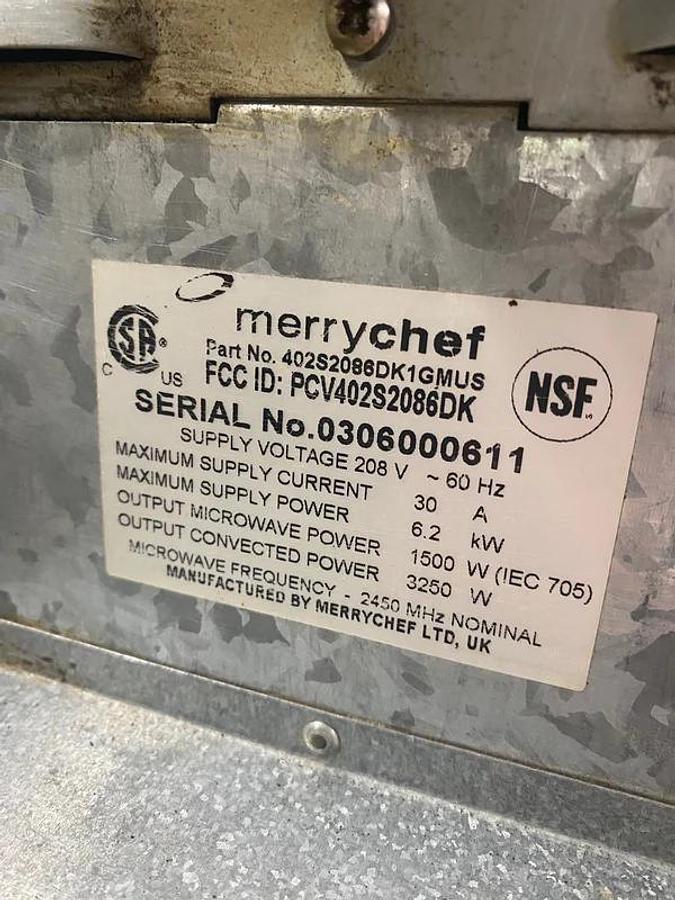 merrychef
Part No. 402S2086DK1GMUS
FCC ID: PCV402S2086DK
SERIAL No.0306000611
SUPPLY VOLTAGE 208 V ~ 60 Hz
MAXIMUM SUPPLY CURRENT 30 A
MAXIMUM SUPPLY POWER 6.2 kW
OUTPUT MICROWAVE POWER 1500 W (IEC 705)
OUTPUT CONVECTED POWER 3250 W
MICROWAVE FREQUENCY - 2450 MHz NOMINAL
MANUFACTURED BY MERRYCHEF LTD, UK
C SA ® US
NSF